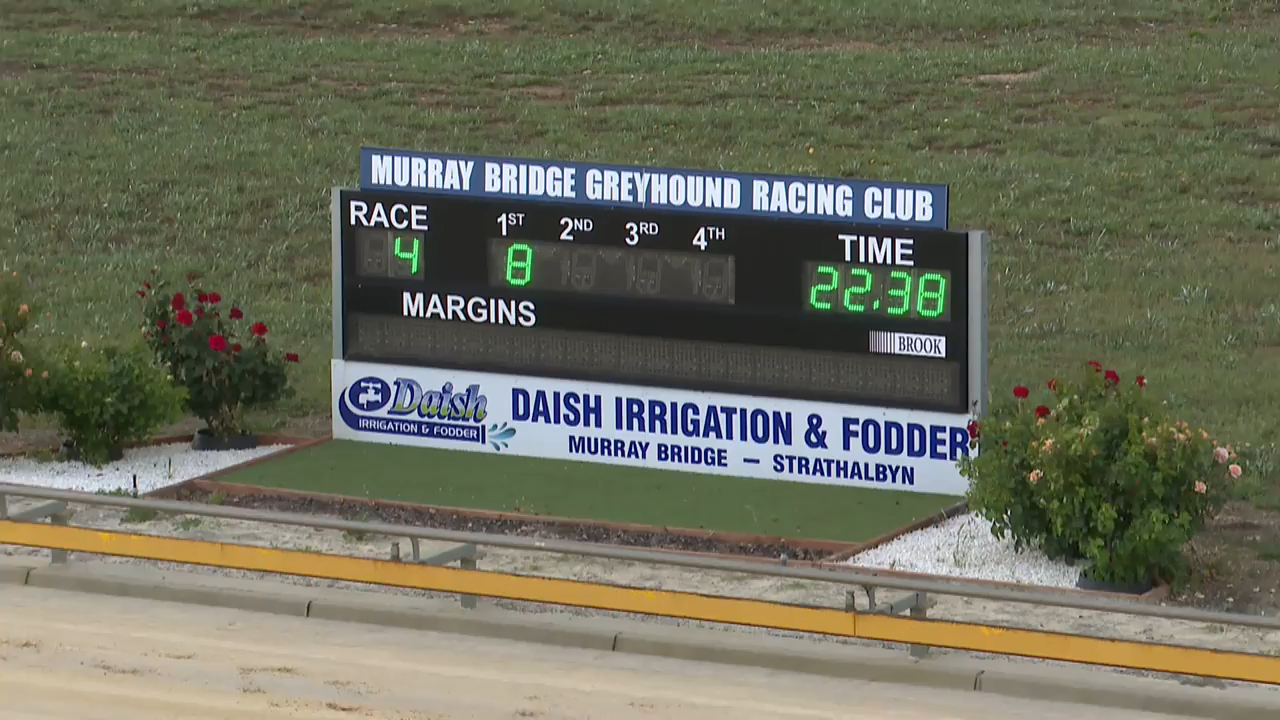 MURRAY BRIDGE GREYHOUND RACING CLUB
RACE 1ST 2ND 3RD 4TH TIME
4 8 22.38
MARGINS
BROOK
Daish
IRRIGATION & FODDER
DAISH IRRIGATION & FODDER
MURRAY BRIDGE — STRATHALBYN